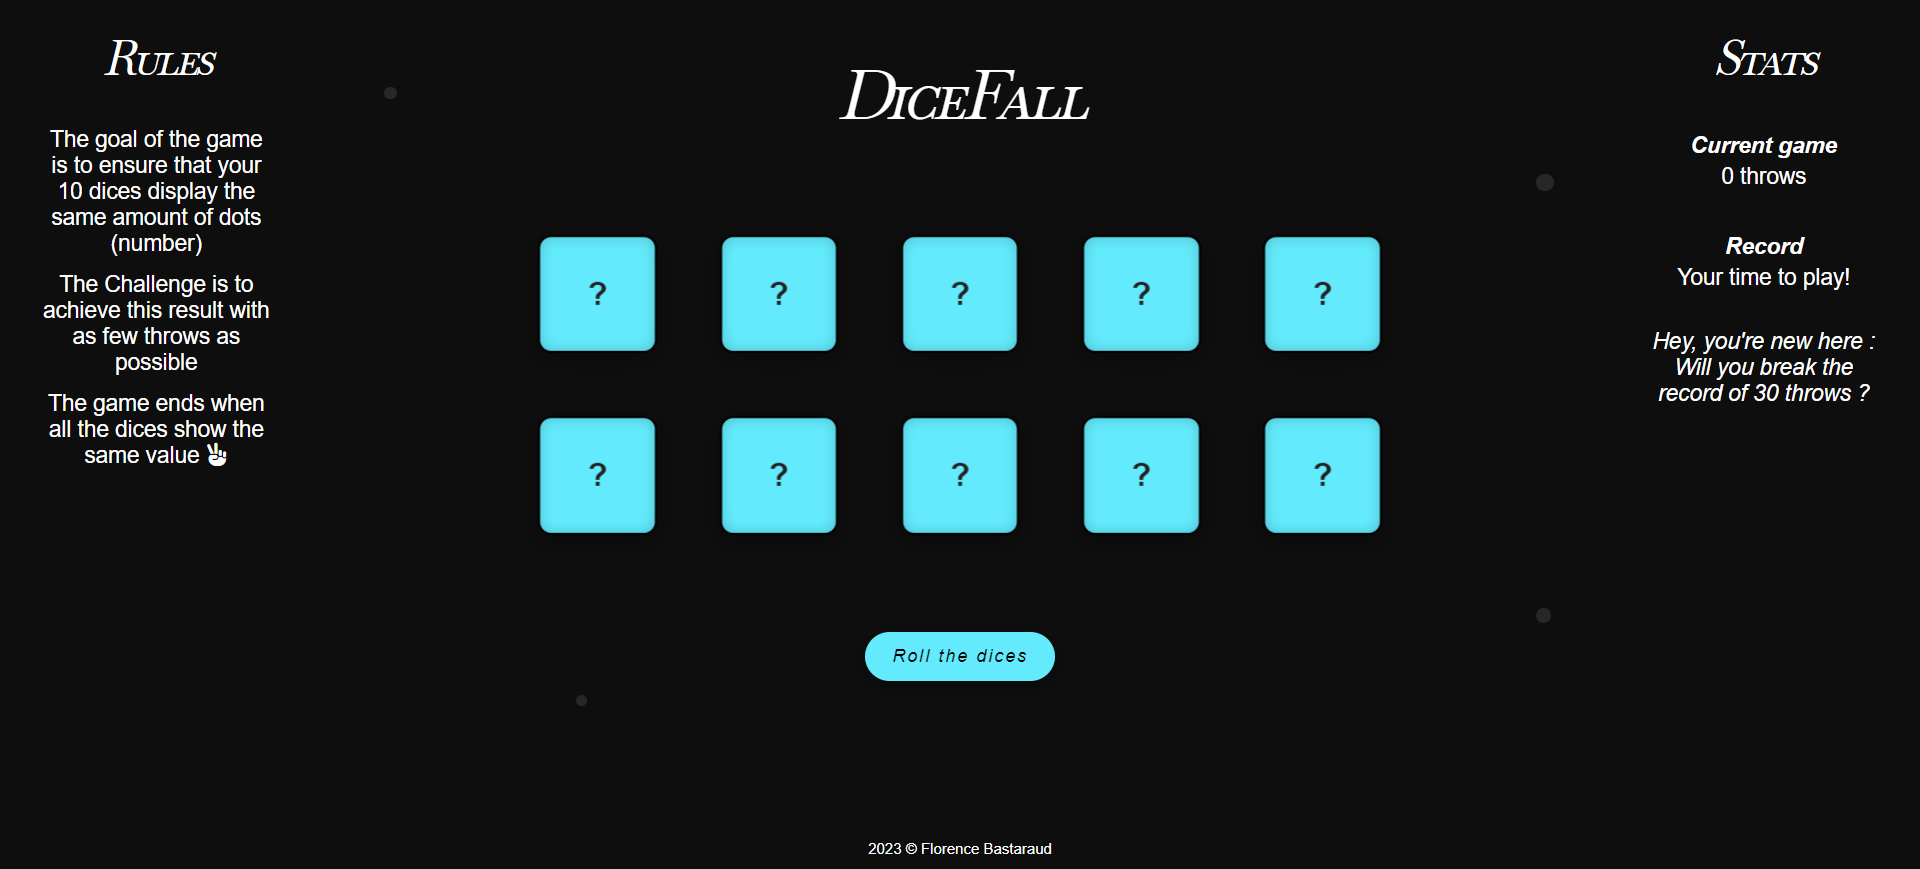 Rules
The goal of the game
is to ensure that your
10 dices display the
same amount of dots
(number)
The Challenge is to
achieve this result with
as few throws as
possible
The game ends when
all the dices show the
same value ✌
DiceFall
? ? ? ? ?
? ? ? ? ?
Roll the dices
Stats
Current game
0 throws
Record
Your time to play!
Hey, you're new here :
Will you break the
record of 30 throws ?
2023 © Florence Bastaraud